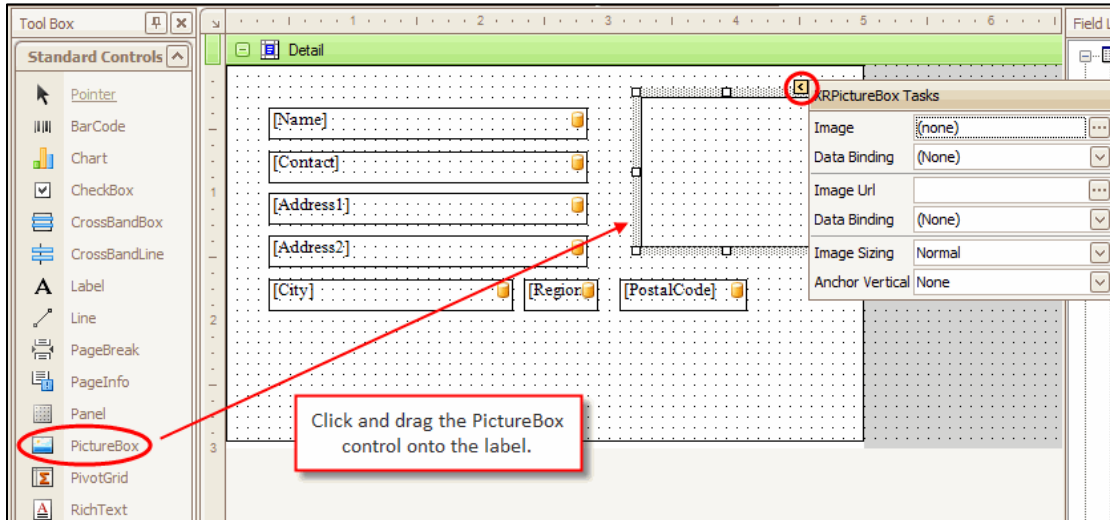 Tool Box
Standard Controls
Pointer
BarCode
Chart
CheckBox
CrossBandBox
CrossBandLine
Label
Line
PageBreak
PageInfo
Panel
PictureBox
PivotGrid
RichText
1 2 3 4 5 6
1
2
3
Detail
[Name]
[Contact]
[Address1]
[Address2]
[City] [Region [PostalCode]
Click and drag the PictureBox
control onto the label.
XRPictureBox Tasks
Image (none)
Data Binding (None)
Image Url
Data Binding (None)
Image Sizing Normal
Anchor Vertical None
Field L